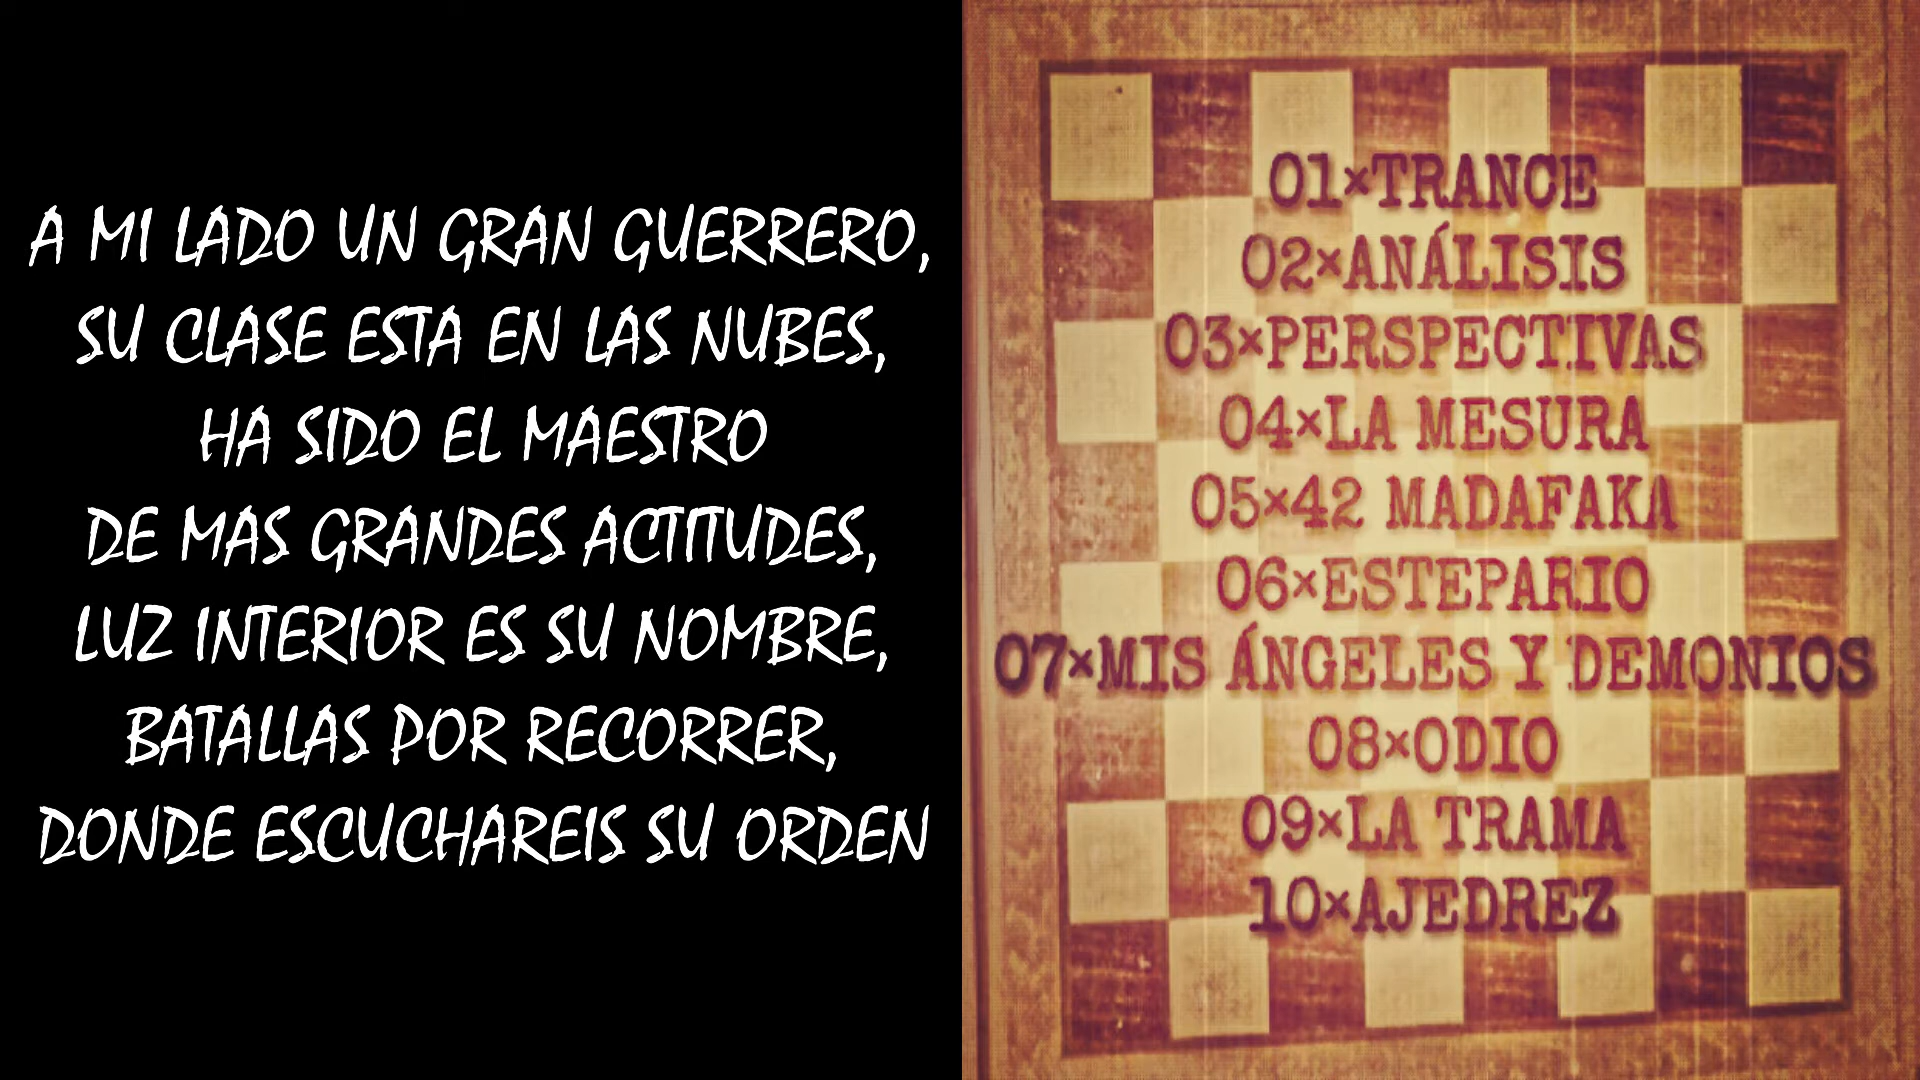 A MI LADO UN GRAN GUERRERO,
SU CLASE ESTA EN LAS NUBES,
HA SIDO EL MAESTRO
DE MAS GRANDES ACTITUDES,
LUZ INTERIOR ES SU NOMBRE,
BATALLAS POR RECORRER,
DONDE ESCUCHAREIS SU ORDEN
01×TRANCE
02×ANÁLISIS
03×PERSPECTIVAS
04×LA MESURA
05×42 MADAFAKA
06×ESTEPARIO
07×MIS ÁNGELES Y DEMONIOS
08×ODIO
09×LA TRAMA
10×AJEDREZ